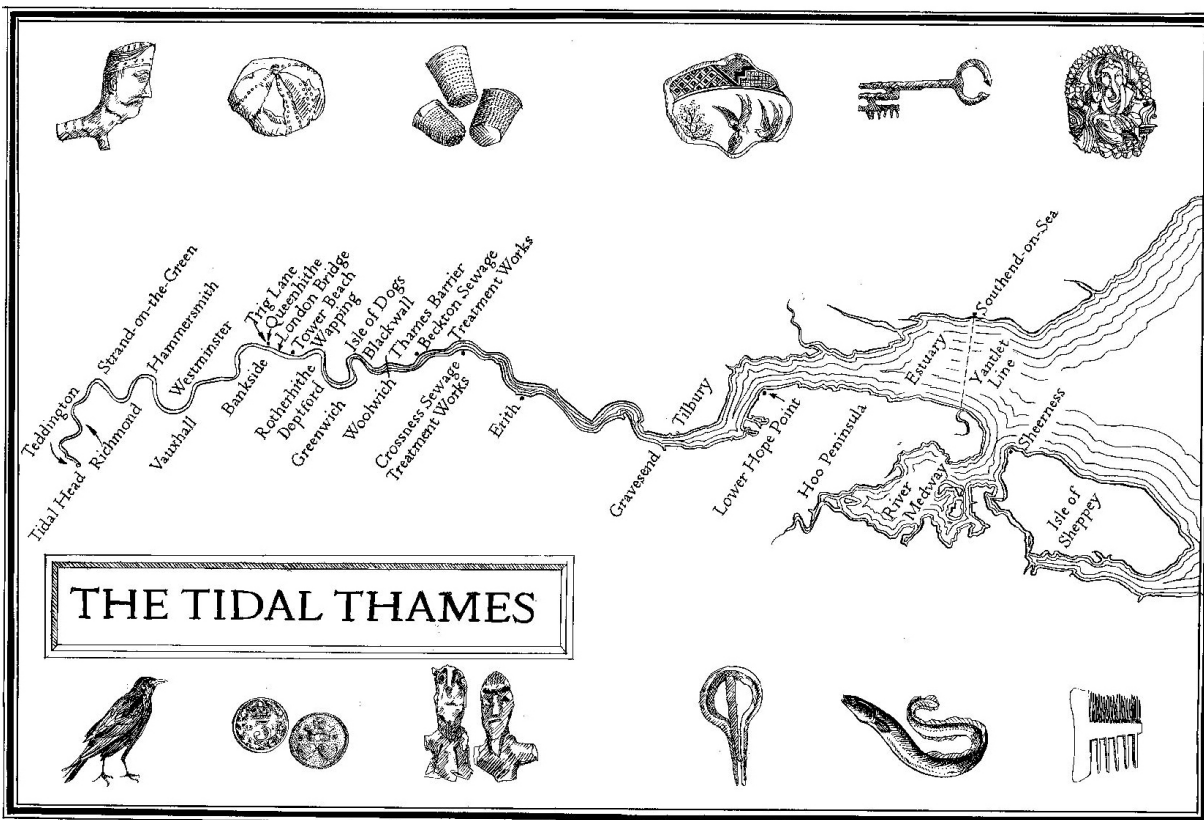 Teddington
Strand-on-the-Green
Hammersmith
Westminster
Trig Lane
Queenhithe
London Bridge
Tower Beach
Wapping
Isle of Dogs
Blackwall
Thames Barrier
Beckton Sewage
Treatment Works
Tidal Head
Richmond
Vauxhall
Bankside
Rotherhithe
Deptford
Greenwich
Woolwich
Crossness Sewage
Treatment Works
Erith
Gravesend
Tilbury
Lower Hope Point
Hoo Peninsula
Estuary
Yantlet
Line
Southend-on-Sea
Sheerness
River
Medway
Isle of
Sheppey
THE TIDAL THAMES
3